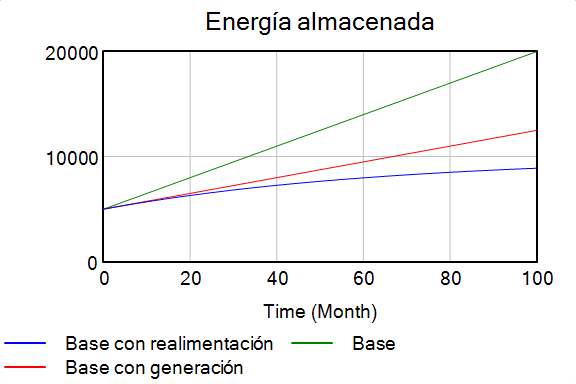 Energía almacenada
20000
10000
0
0 20 40 60 80 100
Time (Month)
Base con realimentación Base
Base con generación